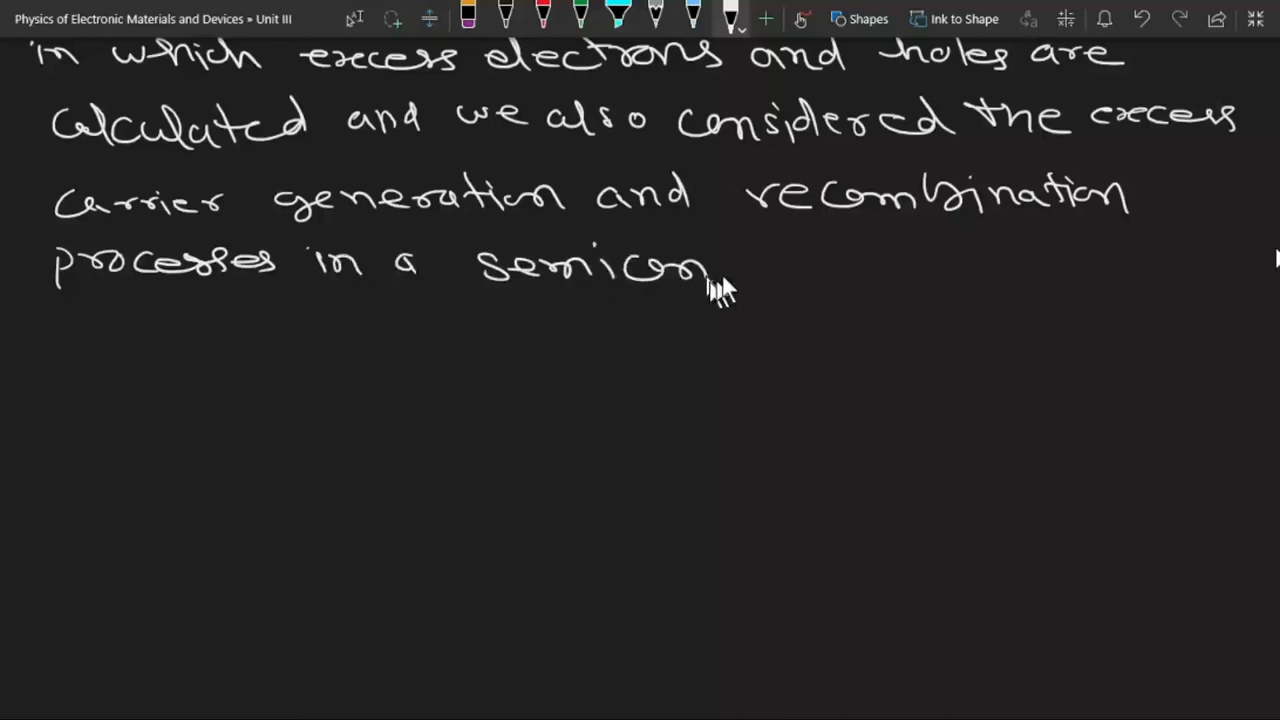 Physics of Electronic Materials and Devices » Unit III
Shapes
Ink to Shape
in which excess electrons and holes are
calculated and we also considered the excess
carrier generation and recombination
processes in a semicon